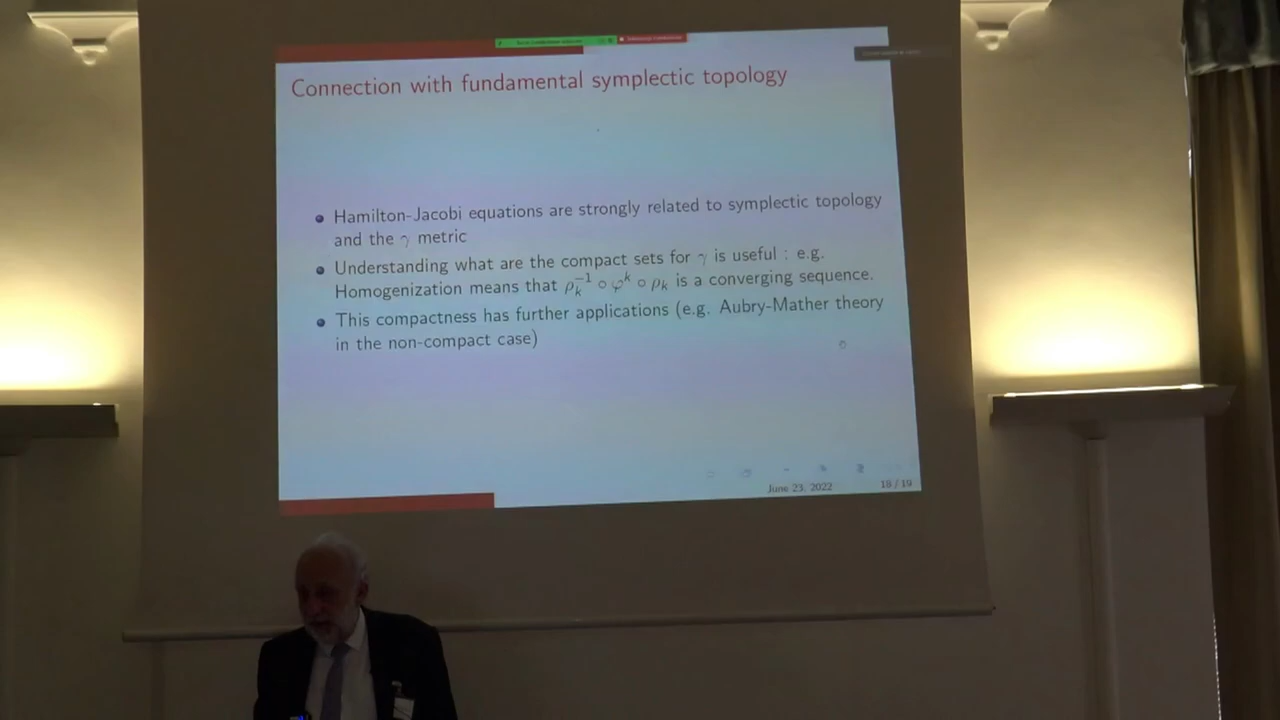 Connection with fundamental symplectic topology
Hamilton-Jacobi equations are strongly related to symplectic topology
and the γ metric
Understanding what are the compact sets for γ is useful : e.g.
Homogenization means that ρ_k^{-1} ∘ φ^k ∘ ρ_k is a converging sequence.
This compactness has further applications (e.g. Aubry-Mather theory
in the non-compact case)
June 23, 2022
18 / 19